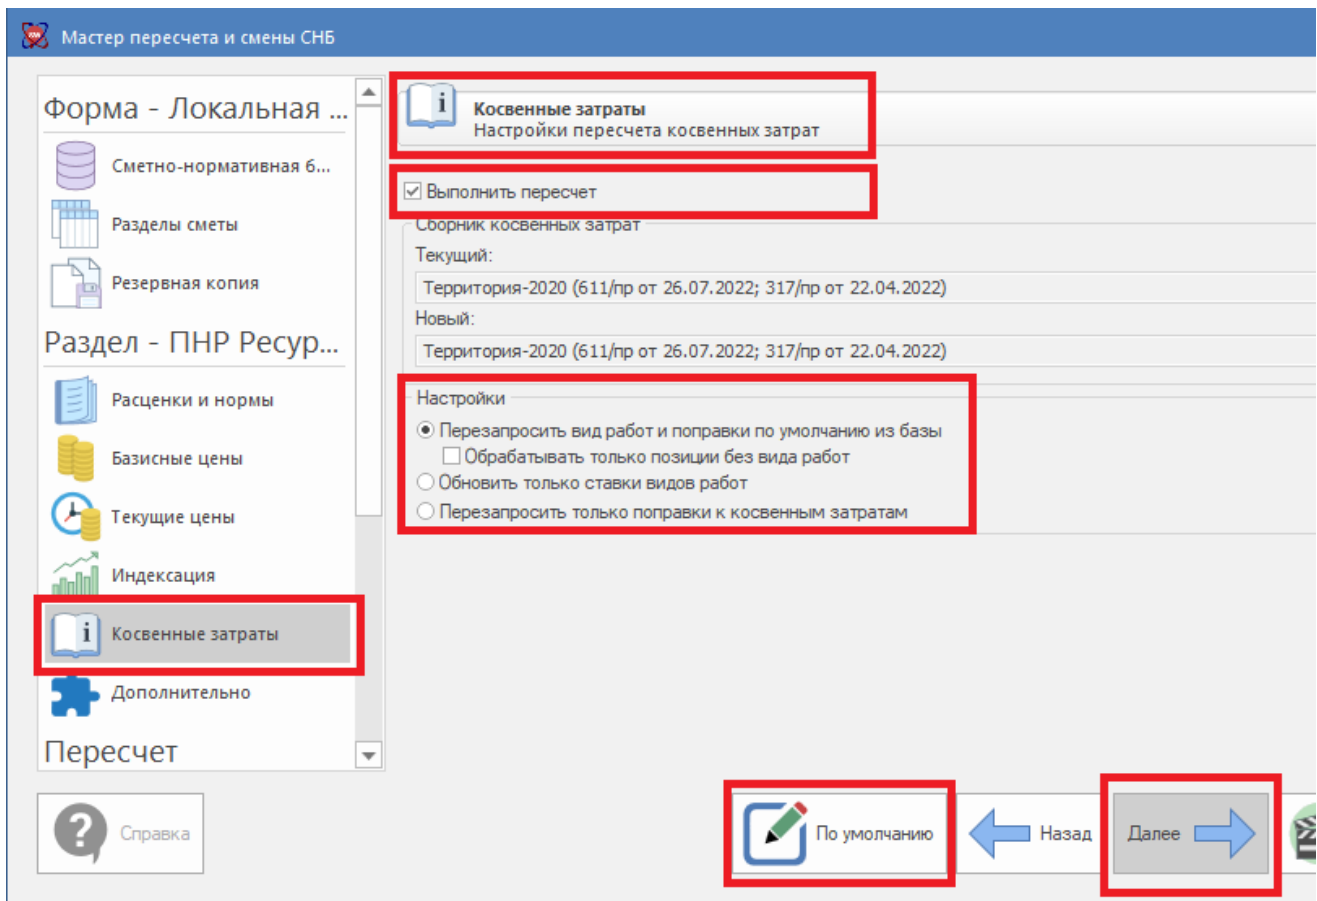 Мастер пересчета и смены СНБ
Форма - Локальная ...
Сметно-нормативная б...
Разделы сметы
Резервная копия
Раздел - ПНР Ресур...
Расценки и нормы
Базисные цены
Текущие цены
Индексация
Косвенные затраты
Дополнительно
Пересчет
Справка
Косвенные затраты
Настройки пересчета косвенных затрат
Выполнить пересчет
Сборник косвенных затрат
Текущий:
Территория-2020 (611/пр от 26.07.2022; 317/пр от 22.04.2022)
Новый:
Территория-2020 (611/пр от 26.07.2022; 317/пр от 22.04.2022)
Настройки
Перезапросить вид работ и поправки по умолчанию из базы
Обрабатывать только позиции без вида работ
Обновить только ставки видов работ
Перезапросить только поправки к косвенным затратам
По умолчанию
Назад
Далее